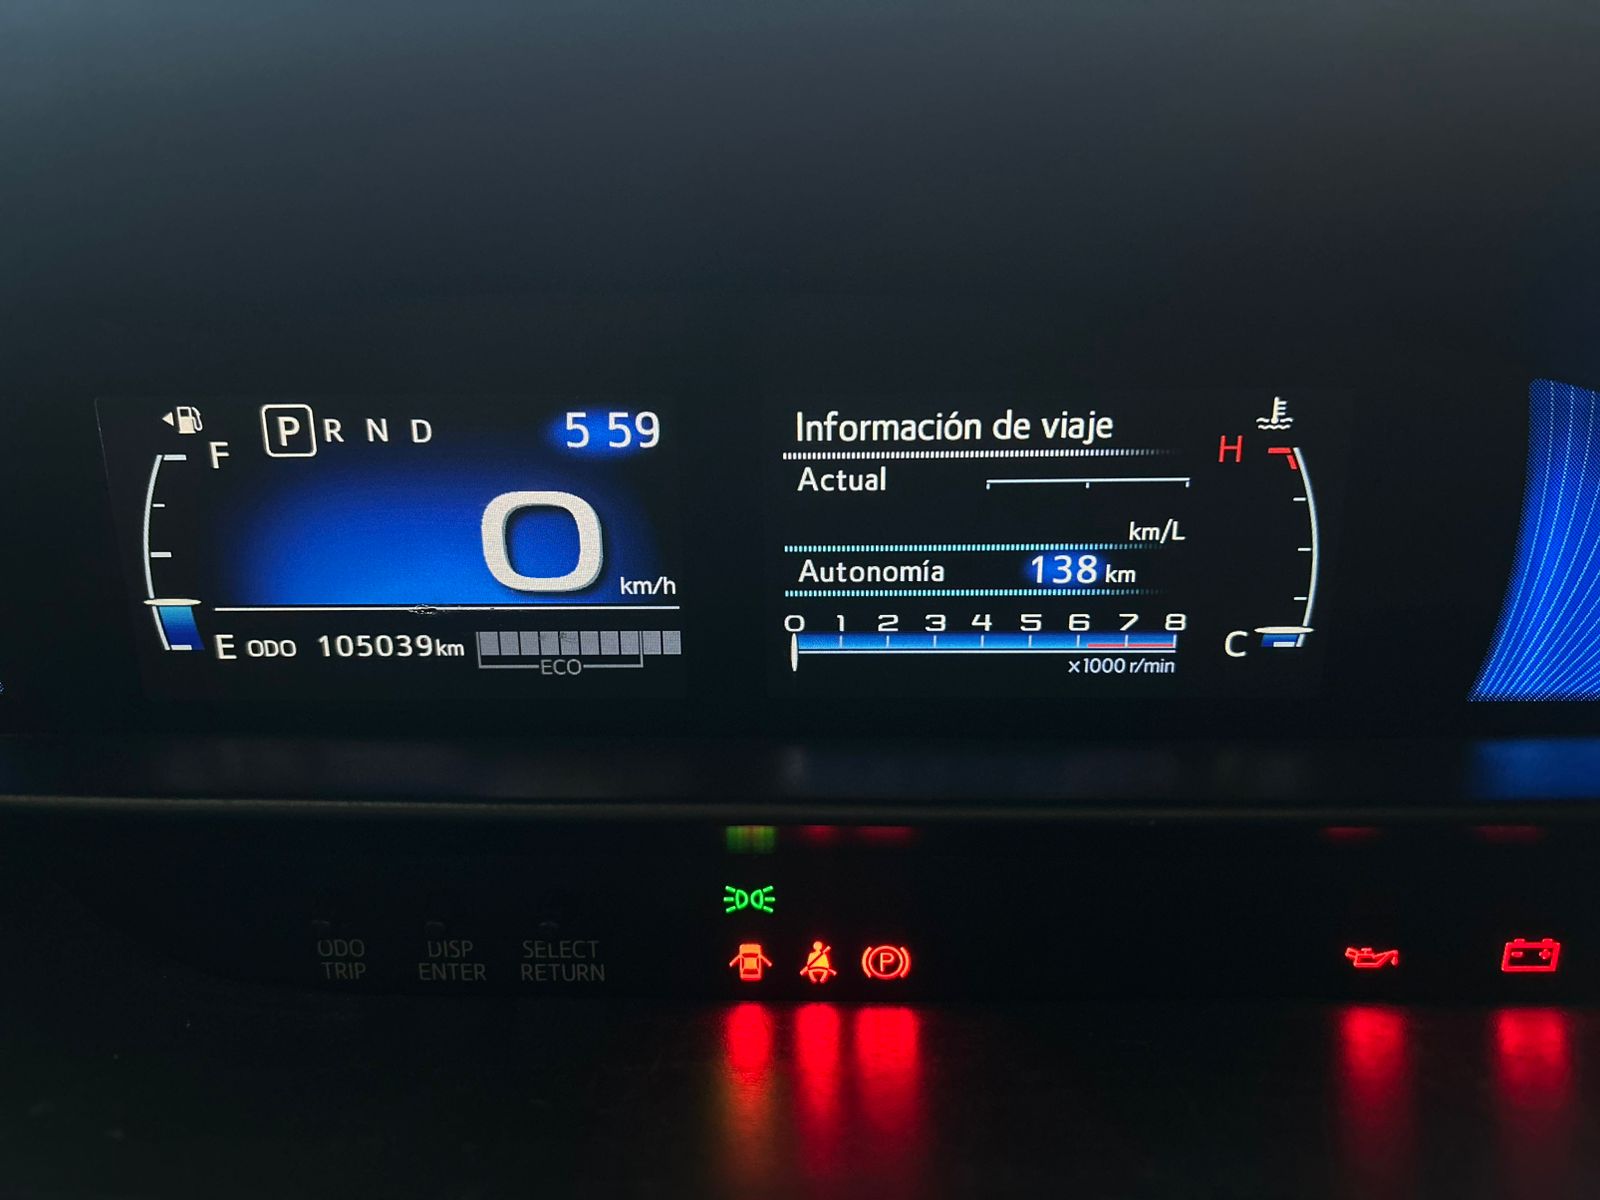 P R N D
5 59
F
0
km/h
E ODO 105039km
ECO
Información de viaje
Actual
km/L
Autonomía 138 km
0 1 2 3 4 5 6 7 8
x1000 r/min
H
C
ODO TRIP
DISP ENTER
SELECT RETURN
P